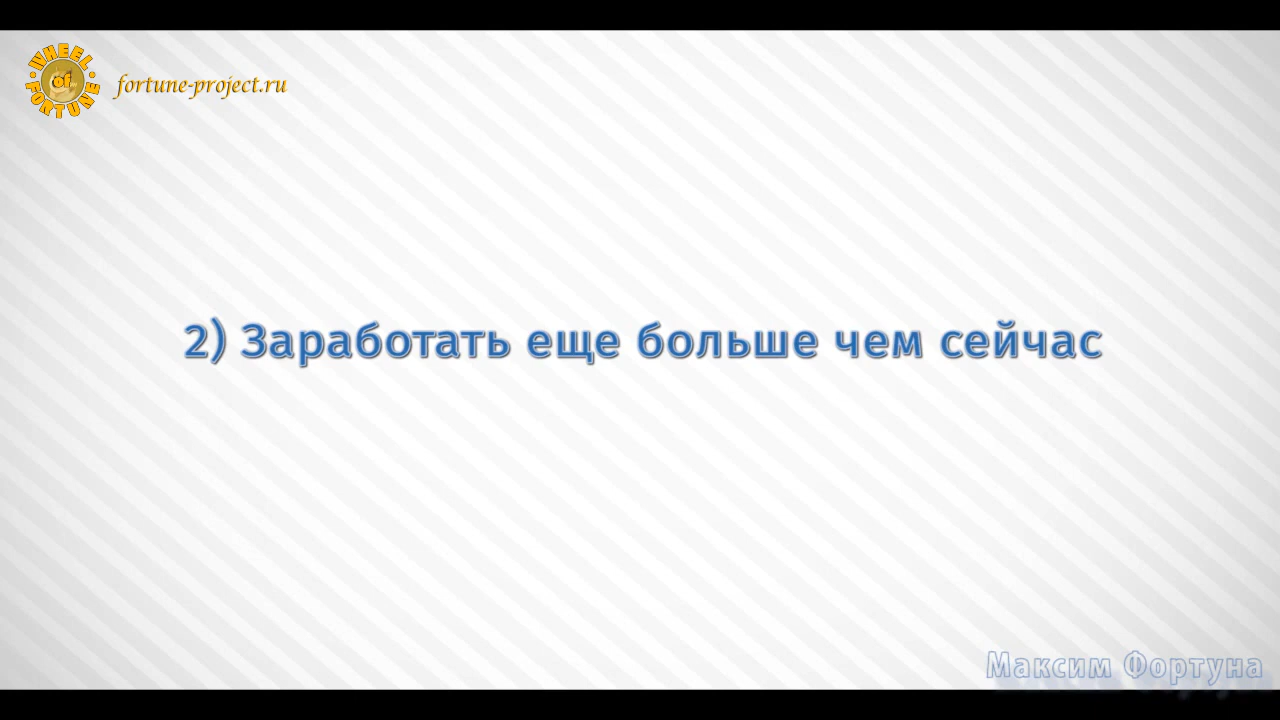 WHEEL
of
FORTUNE
fortune-project.ru
2) Заработать еще больше чем сейчас
Максим Фортуна